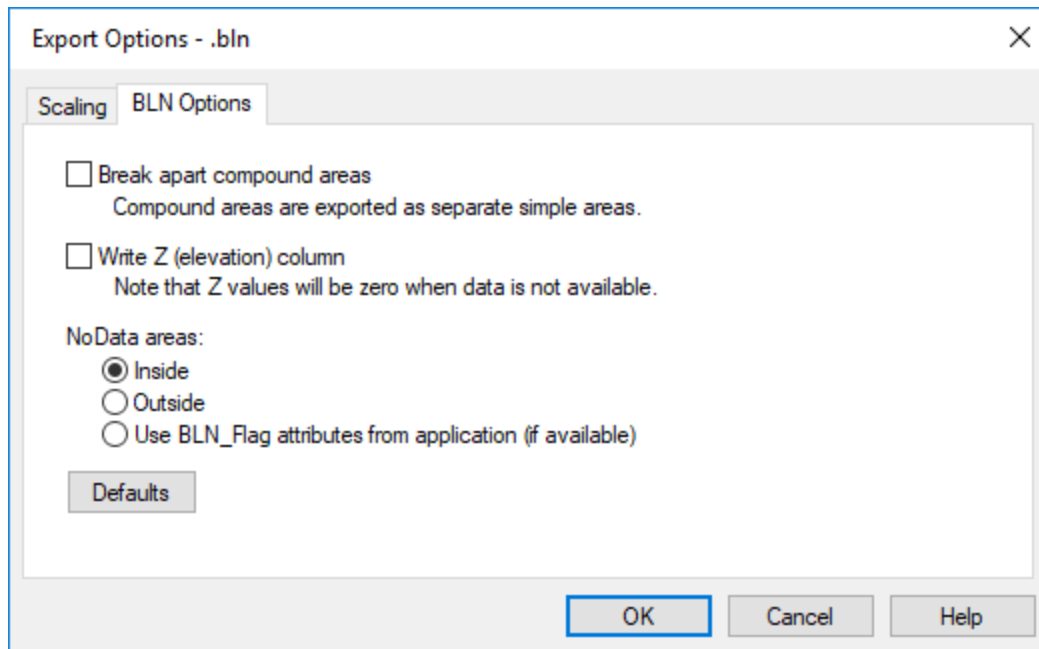 Export Options - .bln
Scaling
BLN Options
Break apart compound areas
Compound areas are exported as separate simple areas.
Write Z (elevation) column
Note that Z values will be zero when data is not available.
NoData areas:
Inside
Outside
Use BLN_Flag attributes from application (if available)
Defaults
OK
Cancel
Help